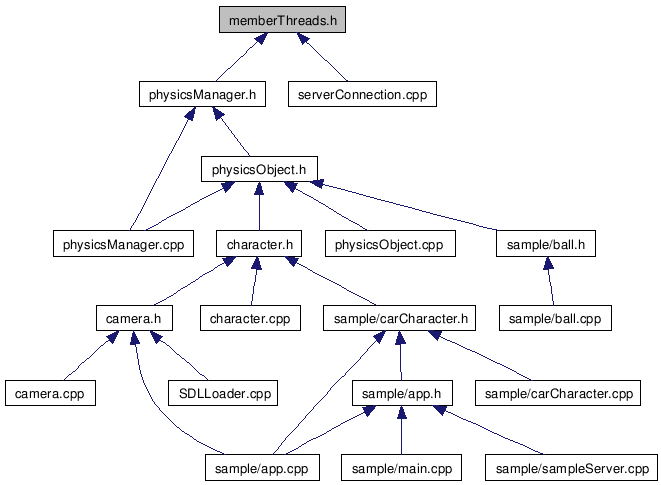 memberThreads.h
physicsManager.h
serverConnection.cpp
physicsObject.h
physicsManager.cpp
character.h
physicsObject.cpp
sample/ball.h
camera.h
character.cpp
sample/carCharacter.h
sample/ball.cpp
camera.cpp
SDLLoader.cpp
sample/app.h
sample/carCharacter.cpp
sample/app.cpp
sample/main.cpp
sample/sampleServer.cpp